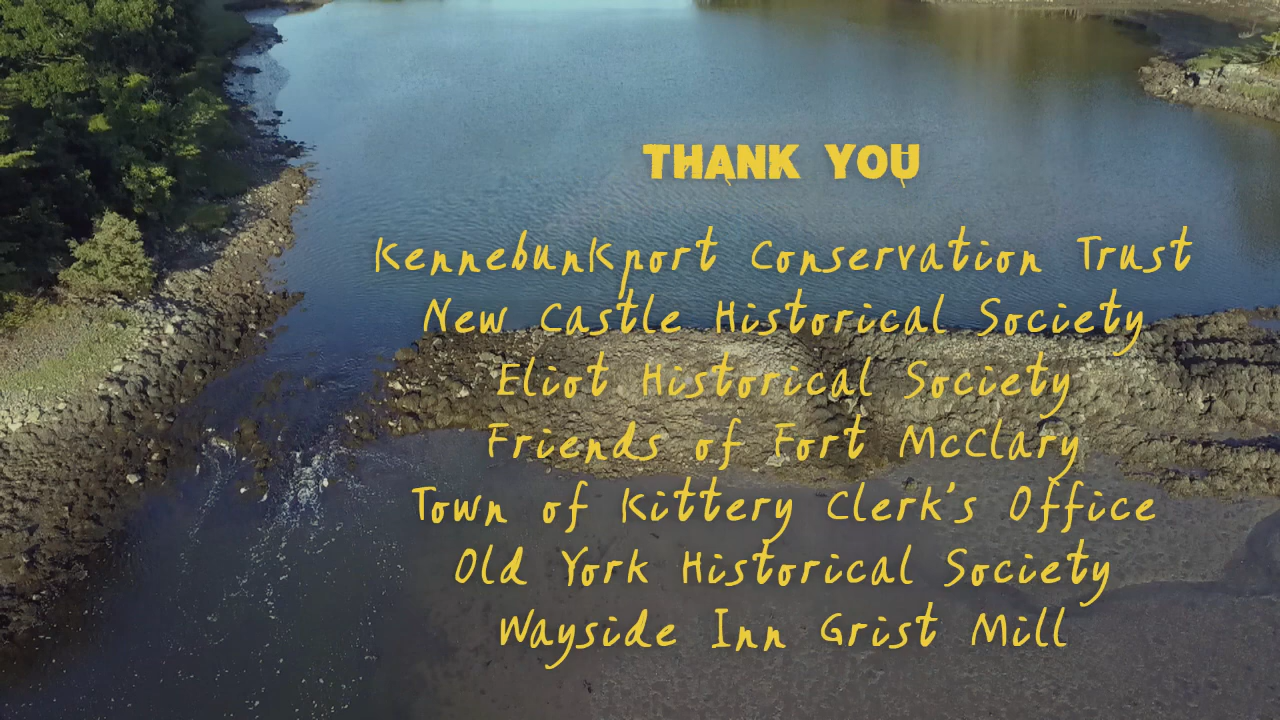 THANK YOU
Kennebunkport Conservation Trust
New Castle Historical Society
Eliot Historical Society
Friends of Fort McClary
Town of Kittery Clerk's Office
Old York Historical Society
Wayside Inn Grist Mill